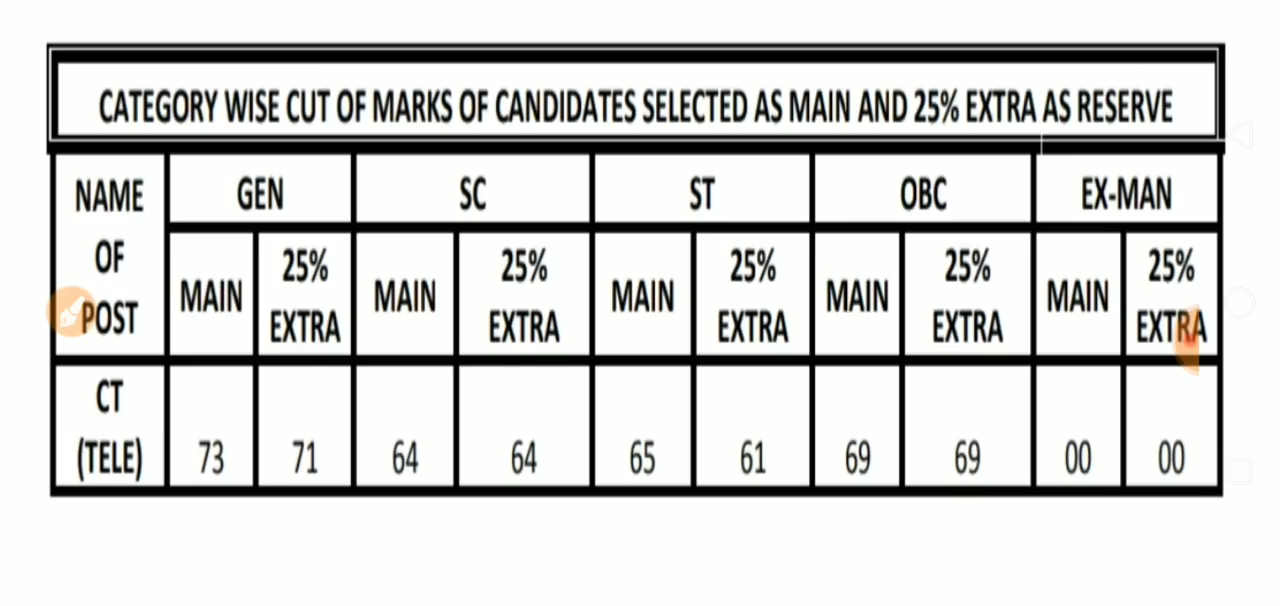 CATEGORY WISE CUT OF MARKS OF CANDIDATES SELECTED AS MAIN AND 25% EXTRA AS RESERVE
NAME OF POST GEN SC ST OBC EX-MAN
MAIN 25% EXTRA MAIN 25% EXTRA MAIN 25% EXTRA MAIN 25% EXTRA MAIN 25% EXTRA
CT (TELE) 73 71 64 64 65 61 69 69 00 00